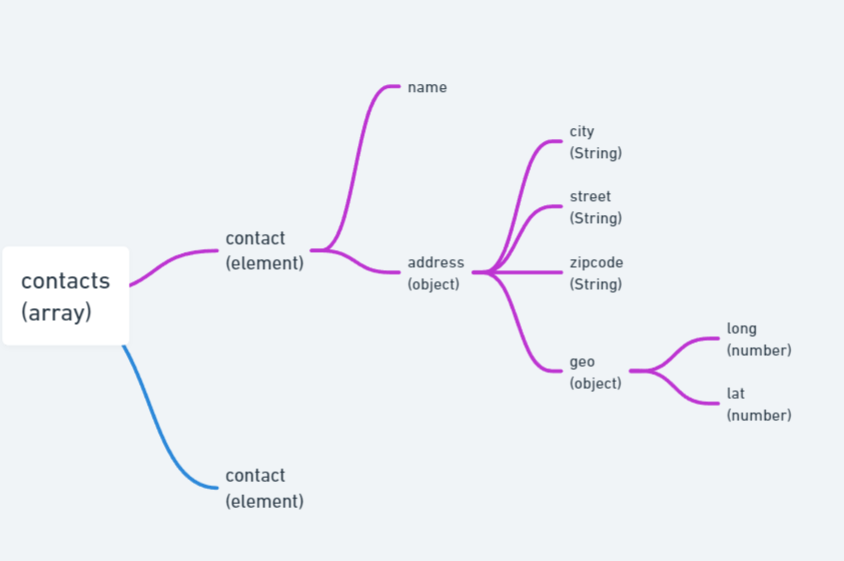 contacts
(array)
contact
(element)
name
address
(object)
city
(String)
street
(String)
zipcode
(String)
geo
(object)
long
(number)
lat
(number)
contact
(element)